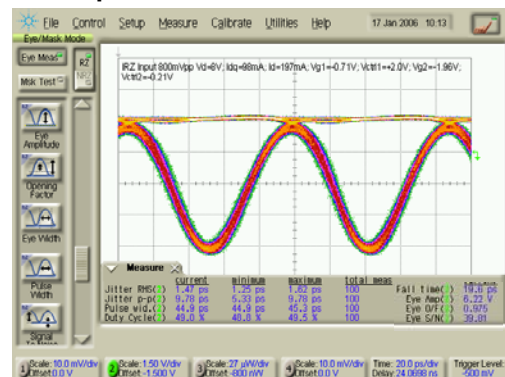 File Control Setup Measure Calibrate Utilities Help 17 Jan 2006 10:13
Eye/Mask Mode
Eye Meas
RZ
NRZ
Msk Test
IRZ Input 800mVpp Vd=8V; Idq=98mA; Id=197mA; Vg1=-0.71V; Vctrl1=+2.0V; Vg2=-1.96V;
Vctrl2=-0.21V
Eye
Amplitude
Opening
Factor
Eye Width
Pulse
Width
Signal
Measure
current minimum maximum total meas
Jitter RMS( ) 1.47 ps 1.25 ps 1.62 ps 100
Jitter p-p( ) 9.78 ps 5.33 ps 9.78 ps 100
Pulse wid.( ) 44.9 ps 44.9 ps 45.3 ps 100
Duty Cycle( ) 49.0 % 48.8 % 49.5 % 100
Fall time( ) 19.6 ps
Eye Amp( ) 6.22 V
Eye O/F( ) 0.975
Eye S/N( ) 39.81
1 Scale: 10.0 mV/div
Offset: 0.0 V
2 Scale: 1.50 V/div
Offset: -1.500 V
3 Scale: 27 µW/div
Offset: -800 nW
4 Scale: 10.0 mV/div
Offset: 0.0 V
Time: 20.0 ps/div
Delay: 24.0698 ns
Trigger Level:
-500 mV